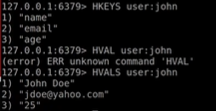 127.0.0.1:6379> HKEYS user:john
1) "name"
2) "email"
3) "age"
127.0.0.1:6379> HVAL user:john
(error) ERR unknown command 'HVAL'
127.0.0.1:6379> HVALS user:john
1) "John Doe"
2) "jdoe@yahoo.com"
3) "25"